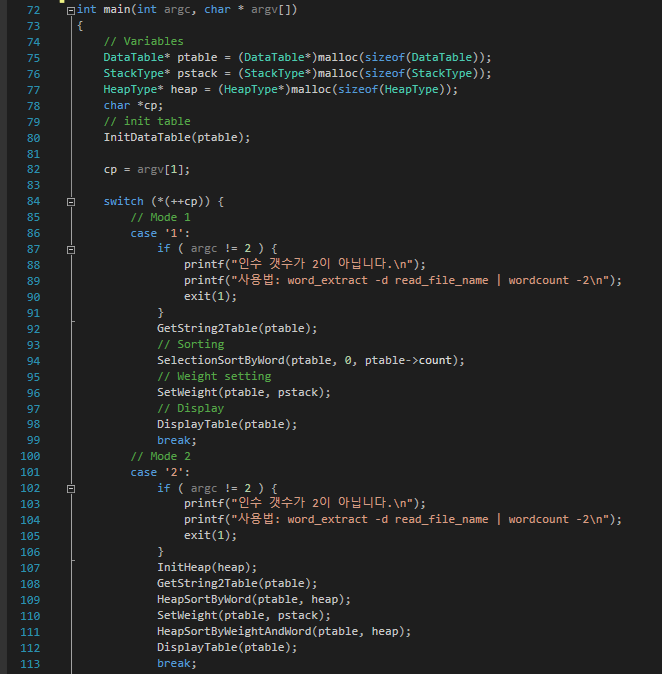 72 int main(int argc, char * argv[])
73 {
74 // Variables
75 DataTable* ptable = (DataTable*)malloc(sizeof(DataTable));
76 StackType* pstack = (StackType*)malloc(sizeof(StackType));
77 HeapType* heap = (HeapType*)malloc(sizeof(HeapType));
78 char *cp;
79 // init table
80 InitDataTable(ptable);
81
82 cp = argv[1];
83
84 switch (*(++cp)) {
85 // Mode 1
86 case '1':
87 if ( argc != 2 ) {
88 printf("인수 갯수가 2이 아닙니다.\n");
89 printf("사용법: word_extract -d read_file_name | wordcount -2\n");
90 exit(1);
91 }
92 GetString2Table(ptable);
93 // Sorting
94 SelectionSortByWord(ptable, 0, ptable->count);
95 // Weight setting
96 SetWeight(ptable, pstack);
97 // Display
98 DisplayTable(ptable);
99 break;
100 // Mode 2
101 case '2':
102 if ( argc != 2 ) {
103 printf("인수 갯수가 2이 아닙니다.\n");
104 printf("사용법: word_extract -d read_file_name | wordcount -2\n");
105 exit(1);
106 }
107 InitHeap(heap);
108 GetString2Table(ptable);
109 HeapSortByWord(ptable, heap);
110 SetWeight(ptable, pstack);
111 HeapSortByWeightAndWord(ptable, heap);
112 DisplayTable(ptable);
113 break;